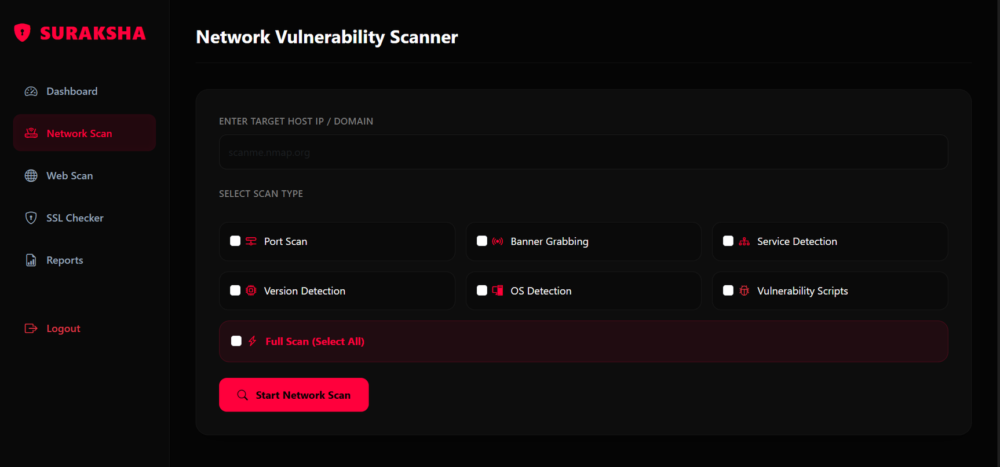 SURAKSHA
Dashboard
Network Scan
Web Scan
SSL Checker
Reports
Logout
Network Vulnerability Scanner
ENTER TARGET HOST IP / DOMAIN
scanme.nmap.org
SELECT SCAN TYPE
Port Scan
Banner Grabbing
Service Detection
Version Detection
OS Detection
Vulnerability Scripts
Full Scan (Select All)
Start Network Scan